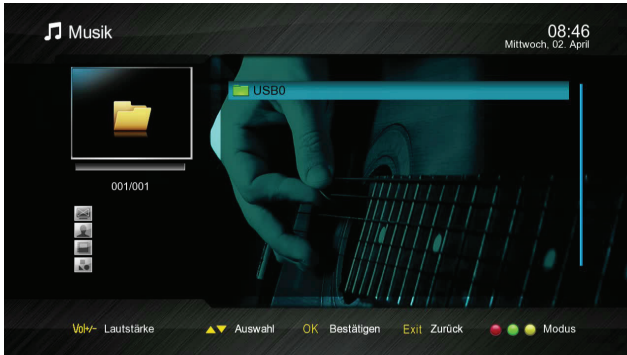 Musik
08:46
Mittwoch, 02. April
USB0
001/001
Vol+/- Lautstärke
Auswahl
OK Bestätigen
Exit Zurück
Modus